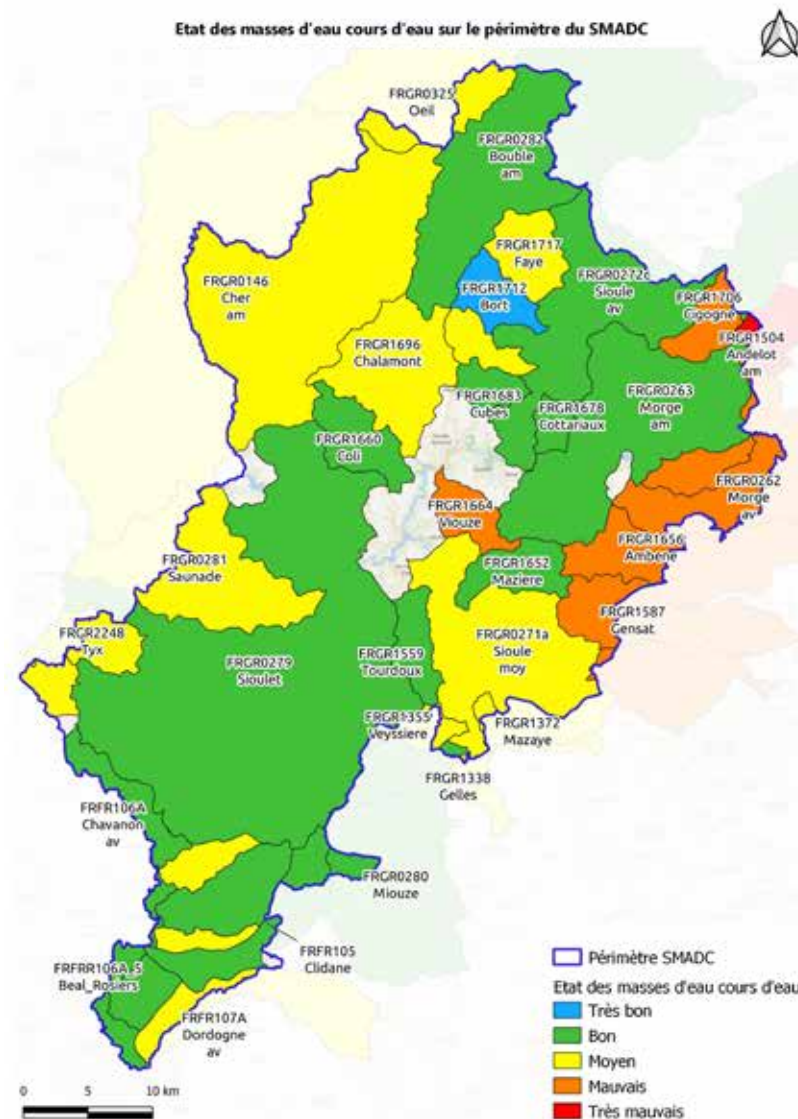 Etat des masses d'eau cours d'eau sur le périmètre du SMADC
FRGR0325
Oeil
FRGR0282
Bouble
am
FRGR1717
Faye
FRGR0146
Cher
am
FRGR1712
Bort
FRGR0272c
Sioule
av
FRGR1706
Cigogne
FRGR1504
Andelot
am
FRGR1696
Chalamont
FRGR1683
Cubes
FRGR1678
Cottariaux
FRGR0263
Morge
am
FRGR1660
Coli
FRGR0262
Morge
av
FRGR1664
Viouze
FRGR1656
Ambene
FRGR0281
Saunade
FRGR1652
Maziere
FRGR1587
Gensat
FRGR2248
Tyx
FRGR0279
Sioulet
FRGR1559
Tourdoux
FRGR0271a
Sioule
moy
FRGR1355
Veyssiere
FRGR1372
Mazaye
FRGR1338
Gelles
FRFR106A
Chavanon
av
FRGR0280
Miouze
FRFR105
Clidane
FRFRR106A_5
Beal_Rosiers
FRFR107A
Dordogne
av
Périmètre SMADC
Etat des masses d'eau cours d'eau
Très bon
Bon
Moyen
Mauvais
Très mauvais
0 5 10 km